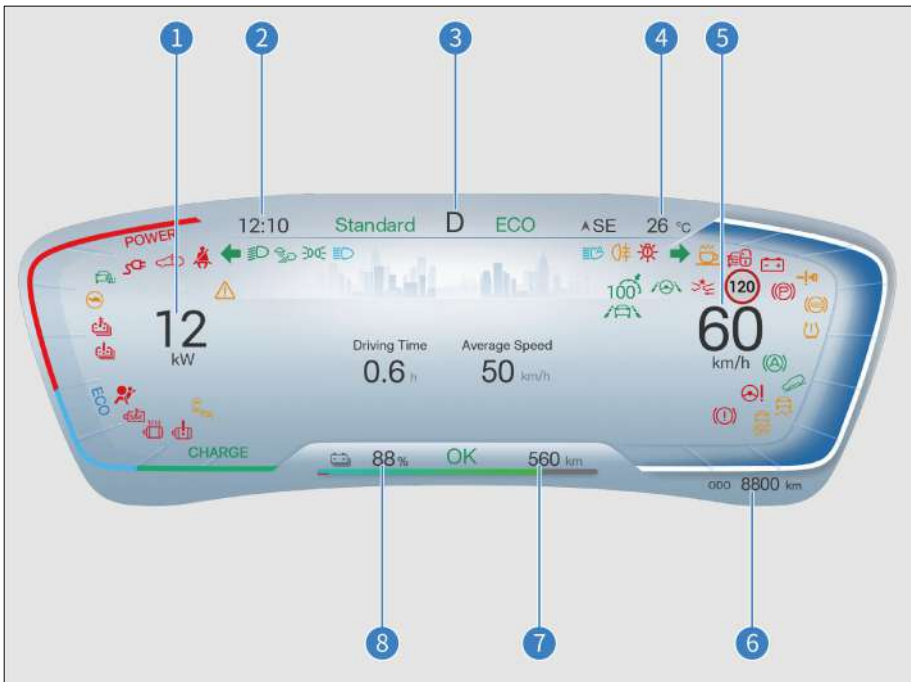 1 2 3 4 5
12:10 Standard D ECO SE 26 °C
POWER
100
120
12
kW
60
km/h
Driving Time Average Speed
0.6 h 50 km/h
ECO
CHARGE
88% OK 560 km
ODO 8800 km
8 7 6